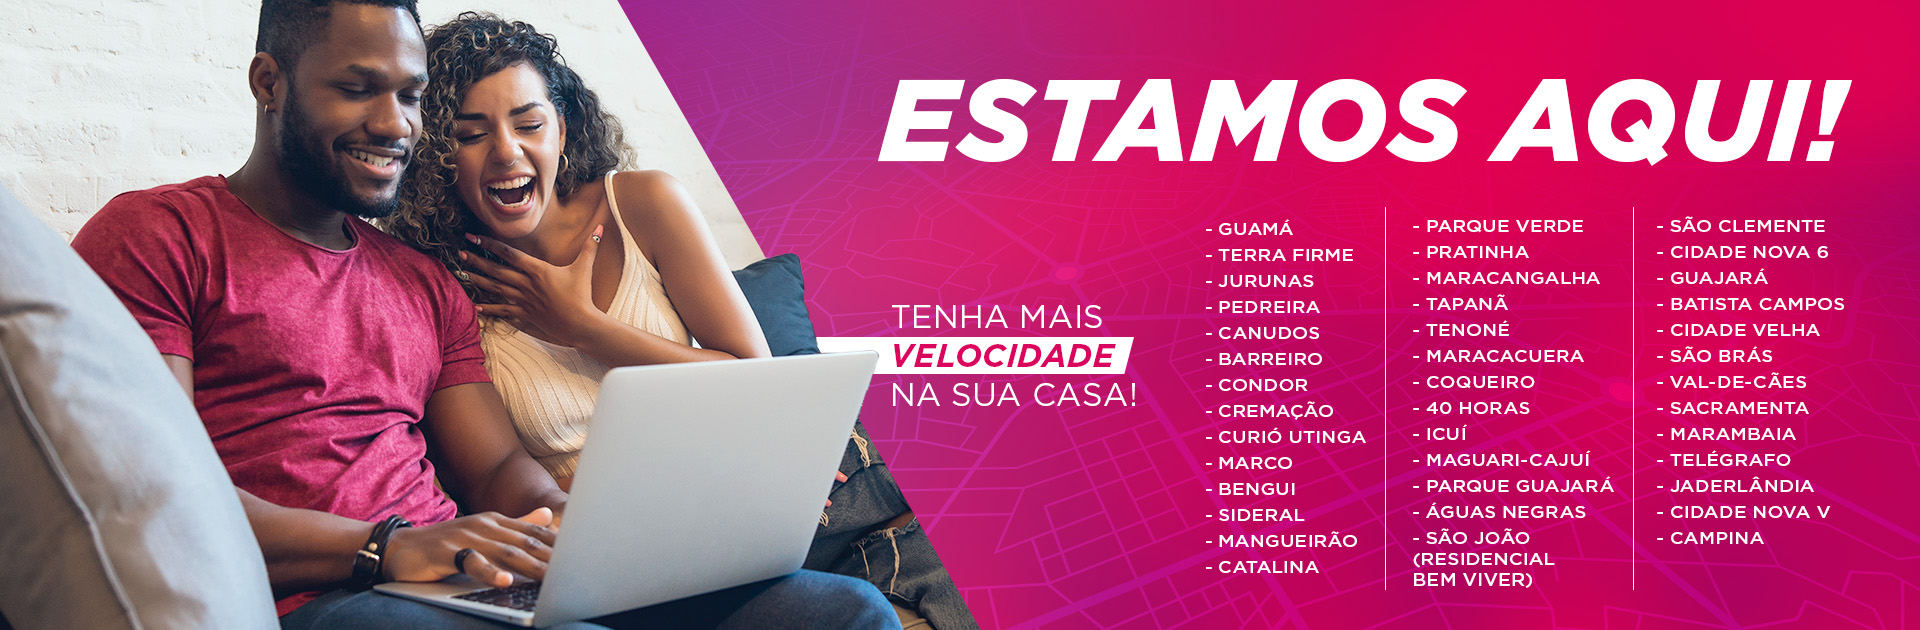 ESTAMOS AQUI!
TENHA MAIS
VELOCIDADE
NA SUA CASA!
- GUAMÁ
- TERRA FIRME
- JURUNAS
- PEDREIRA
- CANUDOS
- BARREIRO
- CONDOR
- CREMAÇÃO
- CURIÓ UTINGA
- MARCO
- BENGUI
- SIDERAL
- MANGUEIRÃO
- CATALINA
- PARQUE VERDE
- PRATINHA
- MARACANGALHA
- TAPANÃ
- TENONÉ
- MARACACUERA
- COQUEIRO
- 40 HORAS
- ICUÍ
- MAGUARI-CAJUÍ
- PARQUE GUAJARÁ
- ÁGUAS NEGRAS
- SÃO JOÃO
(RESIDENCIAL
BEM VIVER)
- SÃO CLEMENTE
- CIDADE NOVA 6
- GUAJARÁ
- BATISTA CAMPOS
- CIDADE VELHA
- SÃO BRÁS
- VAL-DE-CÃES
- SACRAMENTA
- MARAMBAIA
- TELÉGRAFO
- JADERLÂNDIA
- CIDADE NOVA V
- CAMPINA